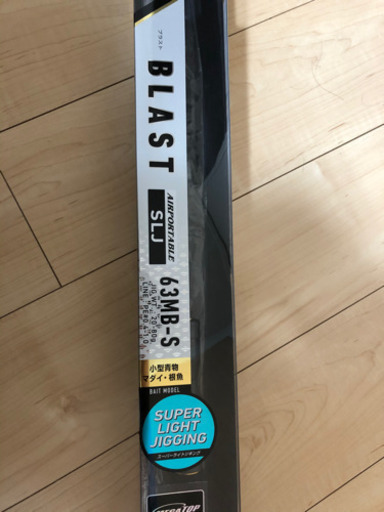 ブラスト
BLAST
AIRPORTABLE
SLJ
63MB-S
小型青物
マダイ・根魚
BAIT MODEL
SUPER
LIGHT
JIGGING
スーパーライトジギング
MEGATOP